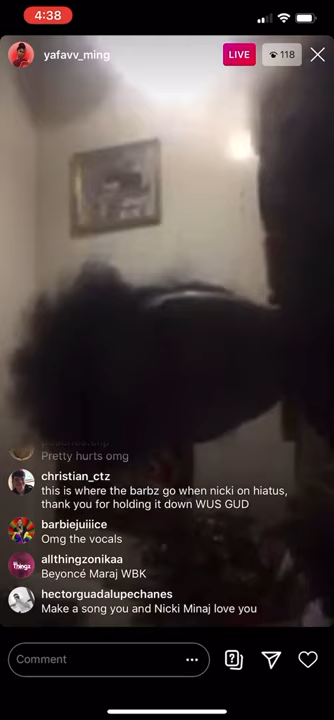 4:38
yafavv_ming
LIVE
118
Pretty hurts omg
christian_ctz
this is where the barbz go when nicki on hiatus,
thank you for holding it down WUS GUD
barbiejuiiice
Omg the vocals
Thingz
allthingzonikaa
Beyoncé Maraj WBK
hectorguadalupechanes
Make a song you and Nicki Minaj love you
Comment